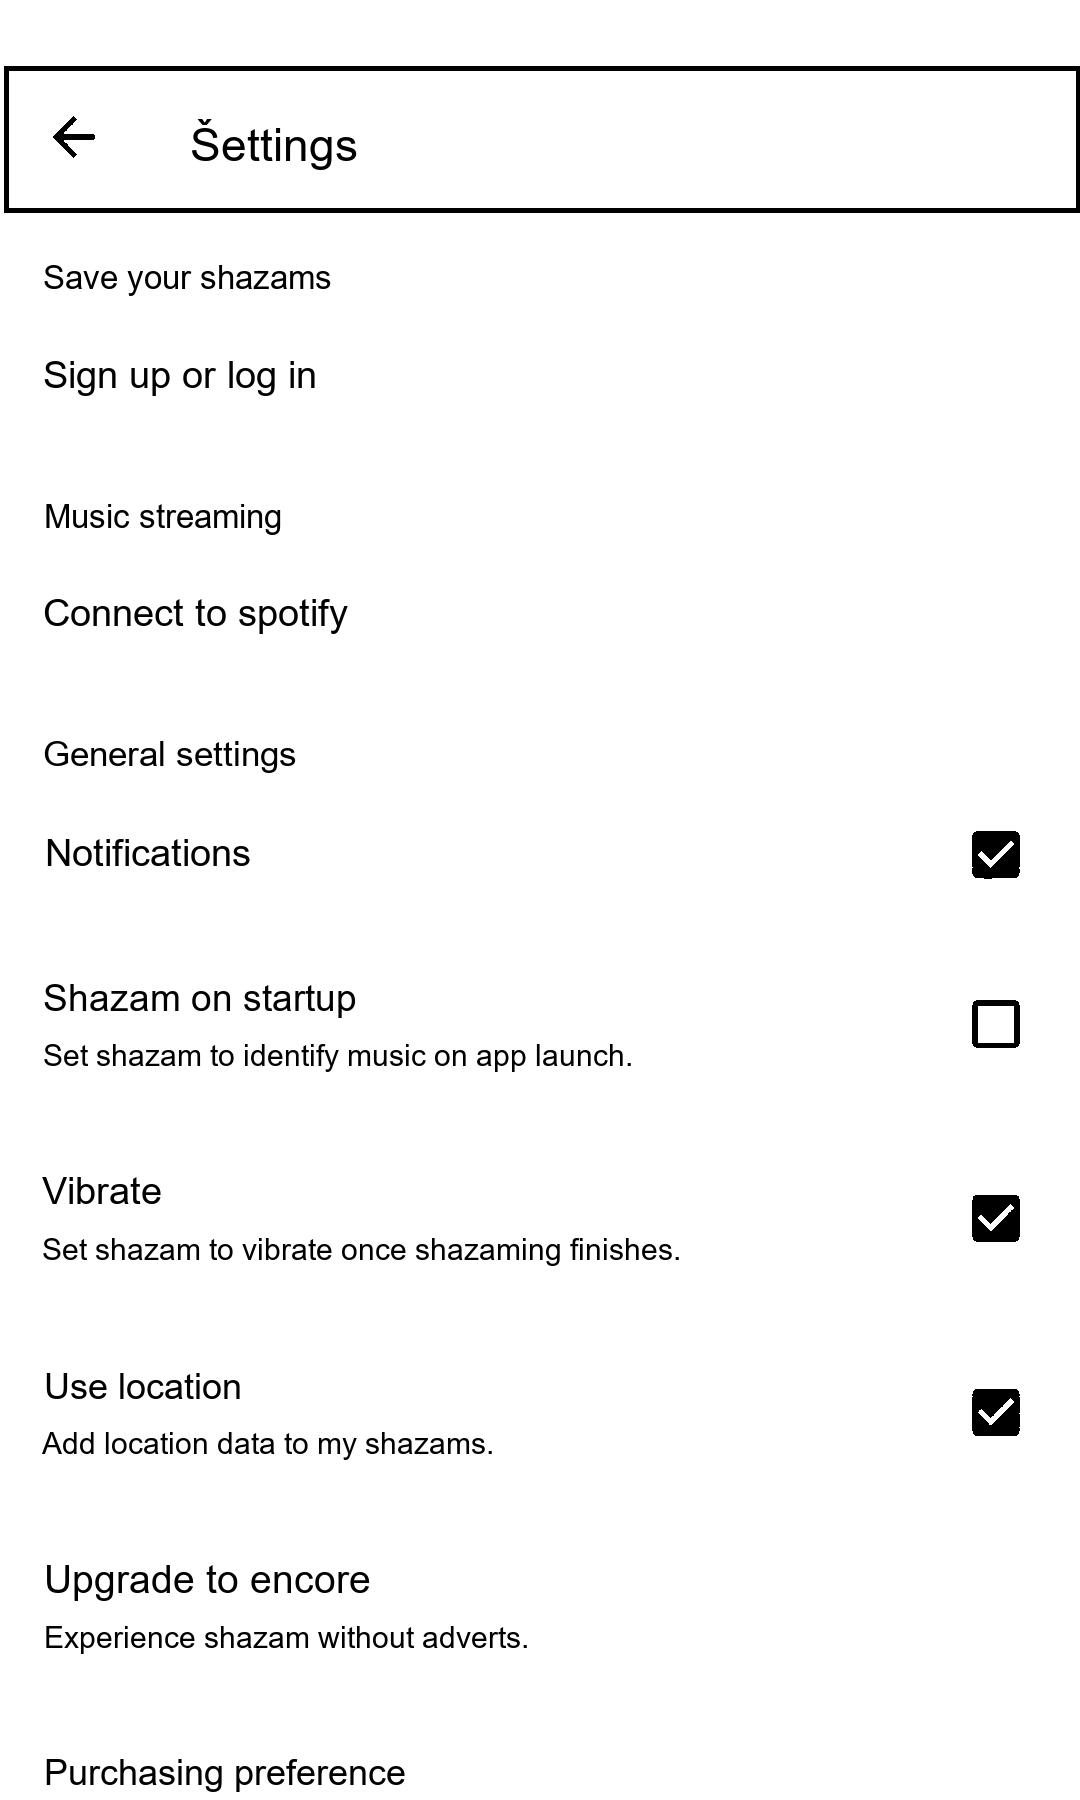 Šettings
Save your shazams
Sign up or log in
Music streaming
Connect to spotify
General settings
Notifications
Shazam on startup
Set shazam to identify music on app launch.
Vibrate
Set shazam to vibrate once shazaming finishes.
Use location
Add location data to my shazams.
Upgrade to encore
Experience shazam without adverts.
Purchasing preference